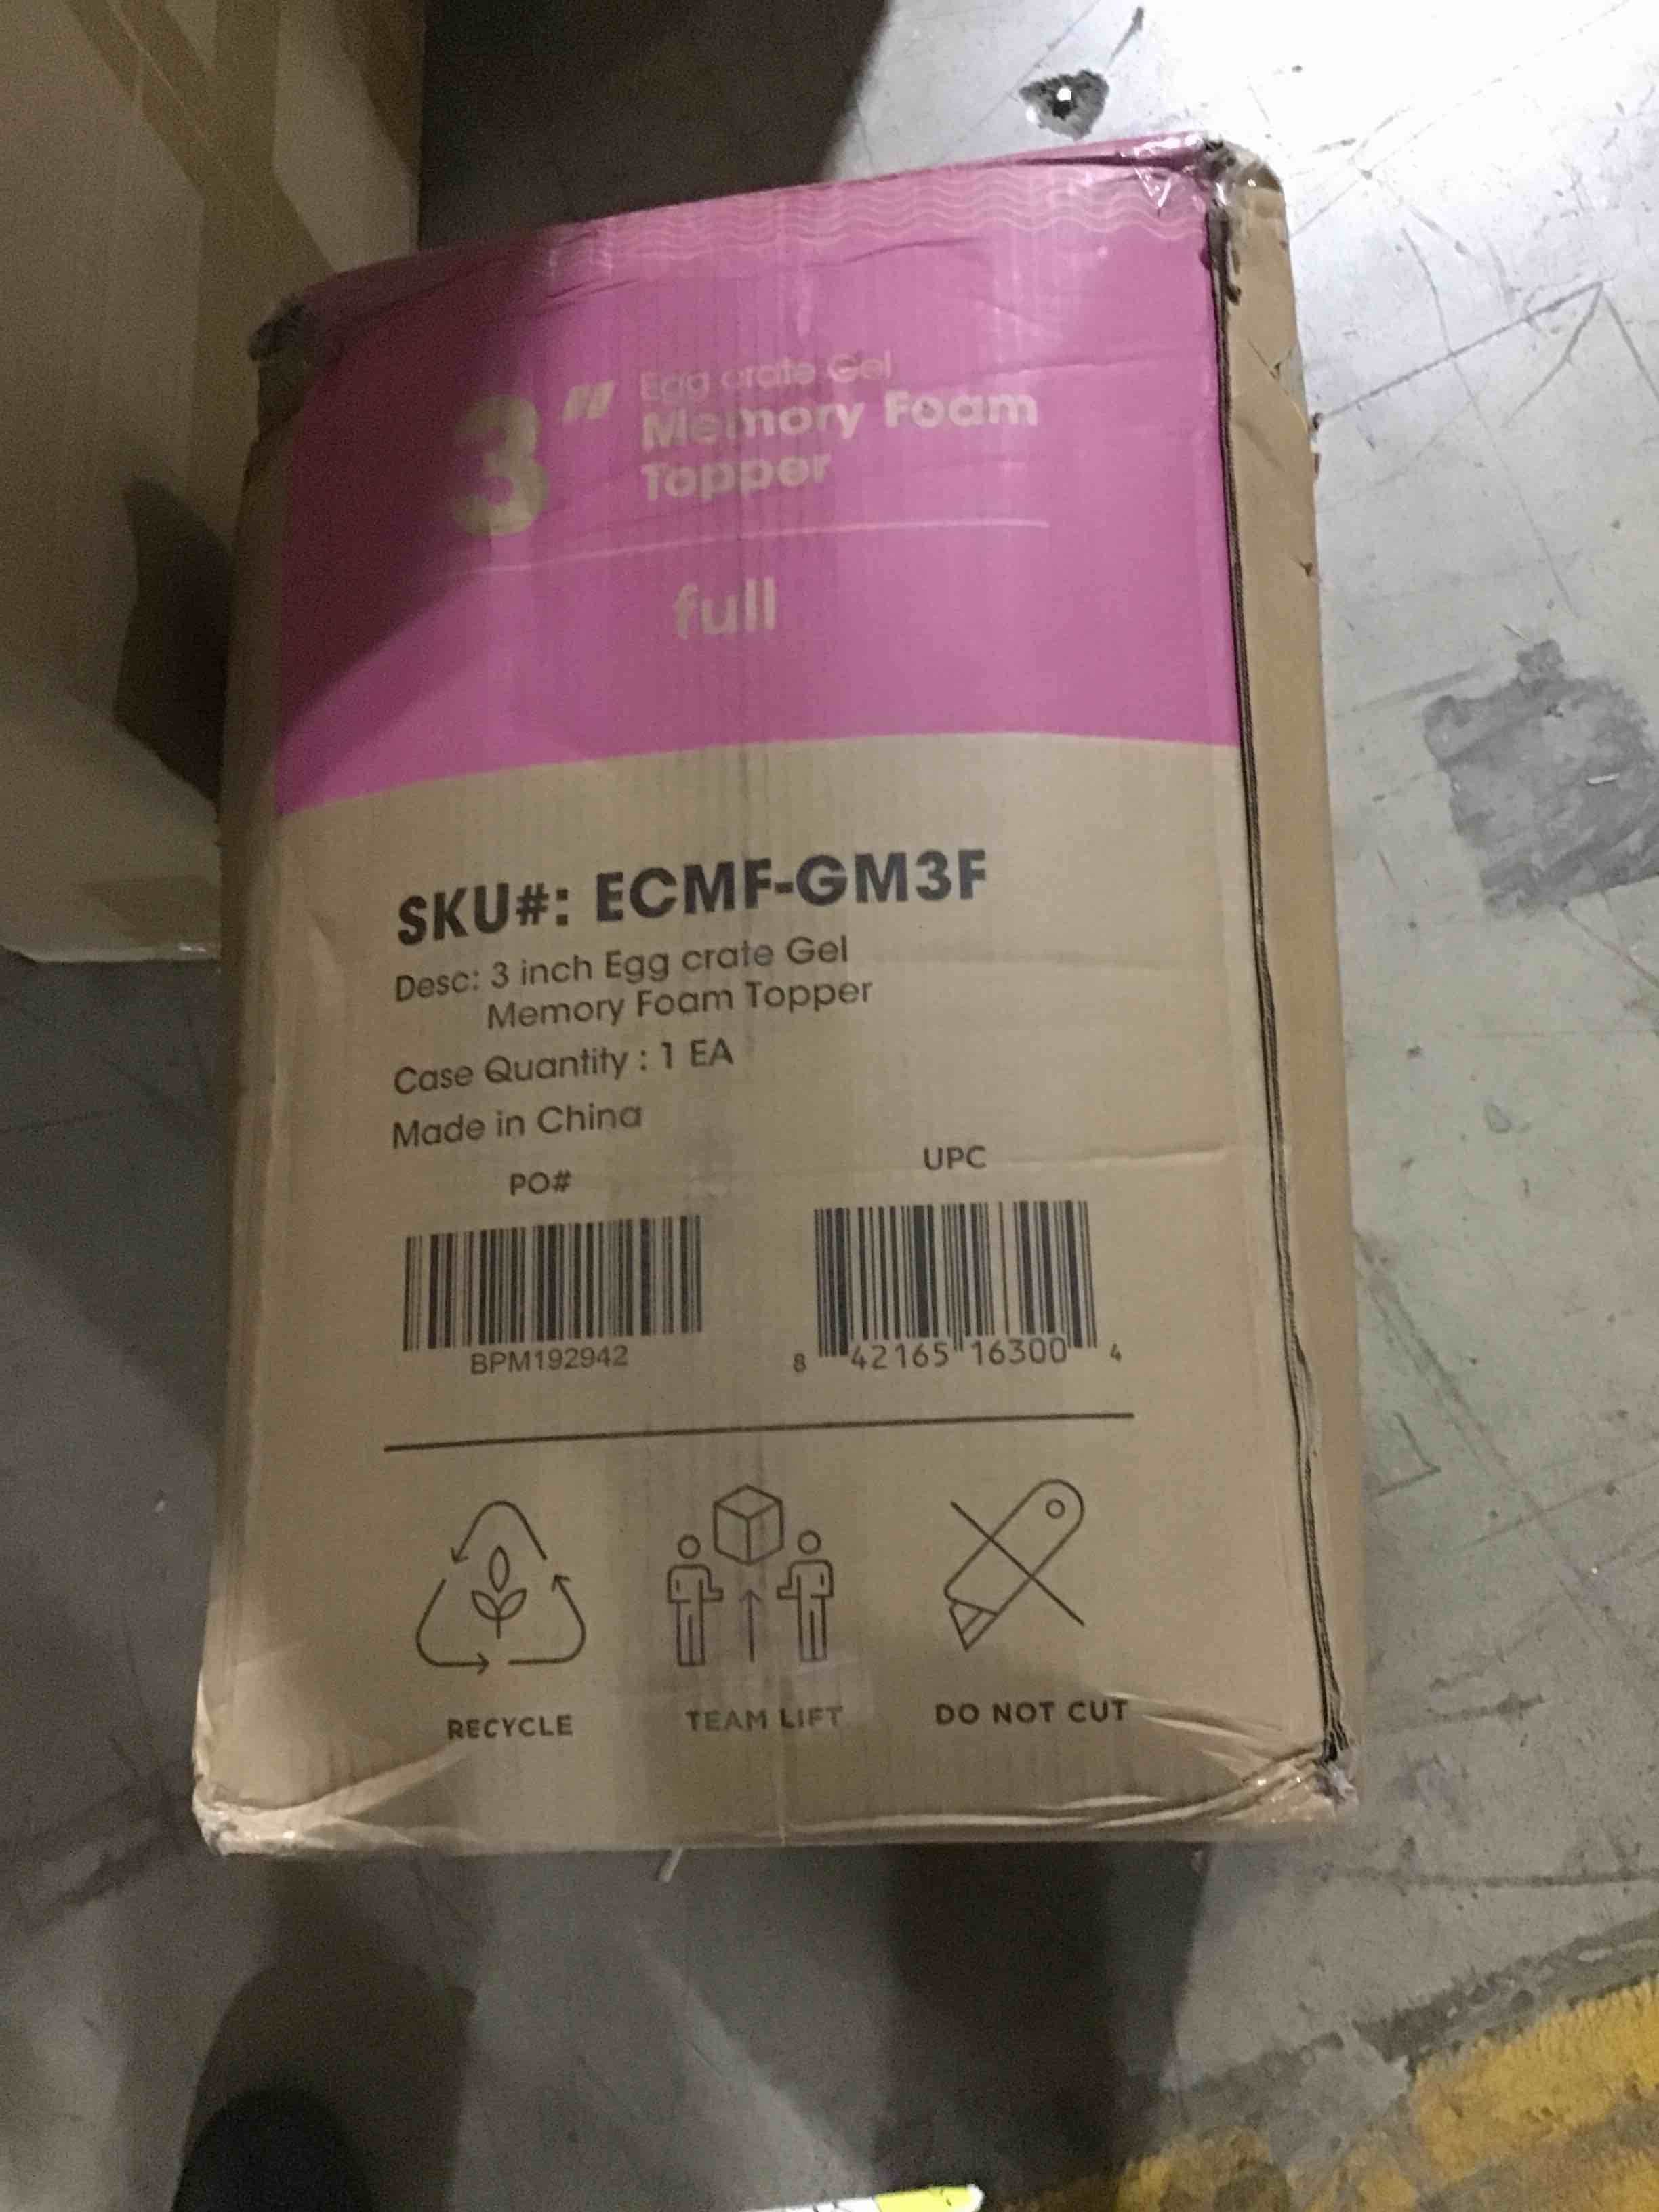 3" Egg crate Gel
Memory Foam
Topper
full
SKU#: ECMF-GM3F
Desc: 3 inch Egg crate Gel
Memory Foam Topper
Case Quantity : 1 EA
Made in China
PO#
UPC
BPM192942
8 42165 16300 4
RECYCLE
TEAM LIFT
DO NOT CUT